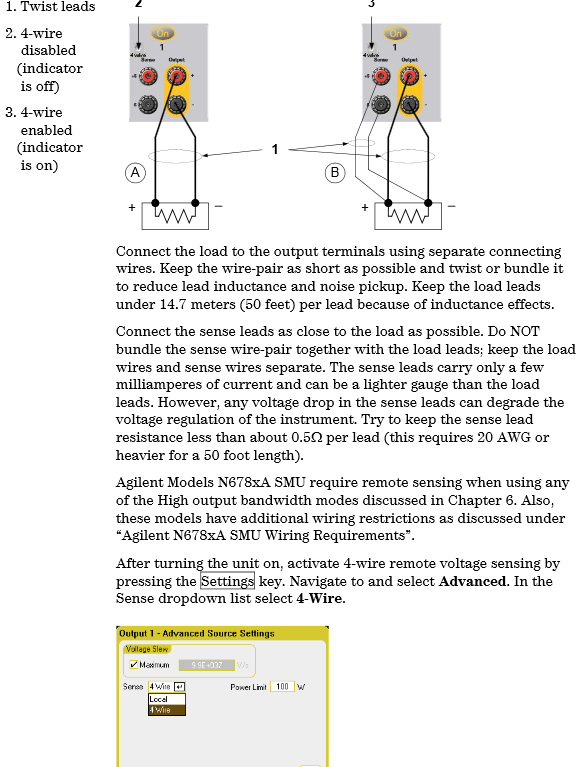 1. Twist leads
2. 4-wire
disabled
(indicator
is off)
3. 4-wire
enabled
(indicator
is on)
2
3
On
1
4 wire
Sense
Output
+S
+
S
-
On
1
4 wire
Sense
Output
+S
+
S
-
1
A
B
+
–
+
–
Connect the load to the output terminals using separate connecting
wires. Keep the wire-pair as short as possible and twist or bundle it
to reduce lead inductance and noise pickup. Keep the load leads
under 14.7 meters (50 feet) per lead because of inductance effects.
Connect the sense leads as close to the load as possible. Do NOT
bundle the sense wire-pair together with the load leads; keep the load
wires and sense wires separate. The sense leads carry only a few
milliamperes of current and can be a lighter gauge than the load
leads. However, any voltage drop in the sense leads can degrade the
voltage regulation of the instrument. Try to keep the sense lead
resistance less than about 0.5Ω per lead (this requires 20 AWG or
heavier for a 50 foot length).
Agilent Models N678xA SMU require remote sensing when using any
of the High output bandwidth modes discussed in Chapter 6. Also,
these models have additional wiring restrictions as discussed under
“Agilent N678xA SMU Wiring Requirements”.
After turning the unit on, activate 4-wire remote voltage sensing by
pressing the Settings key. Navigate to and select Advanced. In the
Sense dropdown list select 4-Wire.
Output 1 - Advanced Source Settings
Voltage Slew
Maximum 9.9E+037 V/s
Sense 4 Wire Power Limit 100 W
Local
4 Wire